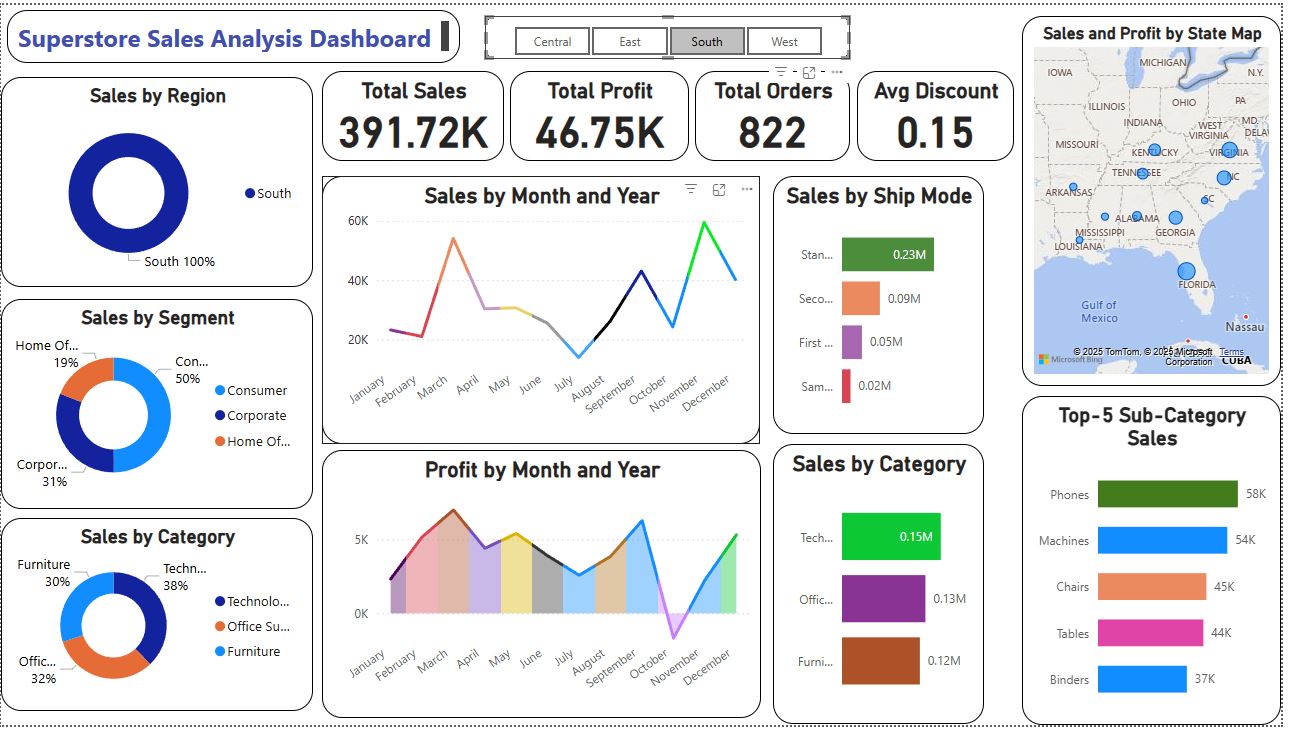 Superstore Sales Analysis Dashboard
Central
East
South
West
Sales by Region
South
South 100%
Total Sales
391.72K
Total Profit
46.75K
Total Orders
822
Avg Discount
0.15
Sales and Profit by State Map
IOWA
MICHIGAN
N.Y.
ILLINOIS
INDIANA
OHIO
PA
MD
WEST
VIRGINIA
MISSOURI
KENTUCKY
VIRGINIA
TENNESSEE
NC
ARKANSAS
SC
ALABAMA
MISSISSIPPI
GEORGIA
LOUISIANA
FLORIDA
Gulf of
Mexico
Nassau
CUBA
Microsoft Bing
© 2025 TomTom, © 2025 Microsoft
Corporation
Terms
Sales by Month and Year
60K
40K
20K
January
February
March
April
May
June
July
August
September
October
November
December
Sales by Ship Mode
Stan...
0.23M
Seco...
0.09M
First ...
0.05M
Sam...
0.02M
Sales by Segment
Home Of...
19%
Con...
50%
Corpor...
31%
Consumer
Corporate
Home Of...
Profit by Month and Year
5K
0K
January
February
March
April
May
June
July
August
September
October
November
December
Sales by Category
Tech...
0.15M
Offic...
0.13M
Furni...
0.12M
Top-5 Sub-Category
Sales
Phones
58K
Machines
54K
Chairs
45K
Tables
44K
Binders
37K
Sales by Category
Furniture
30%
Techn...
38%
Offic...
32%
Technolo...
Office Su...
Furniture